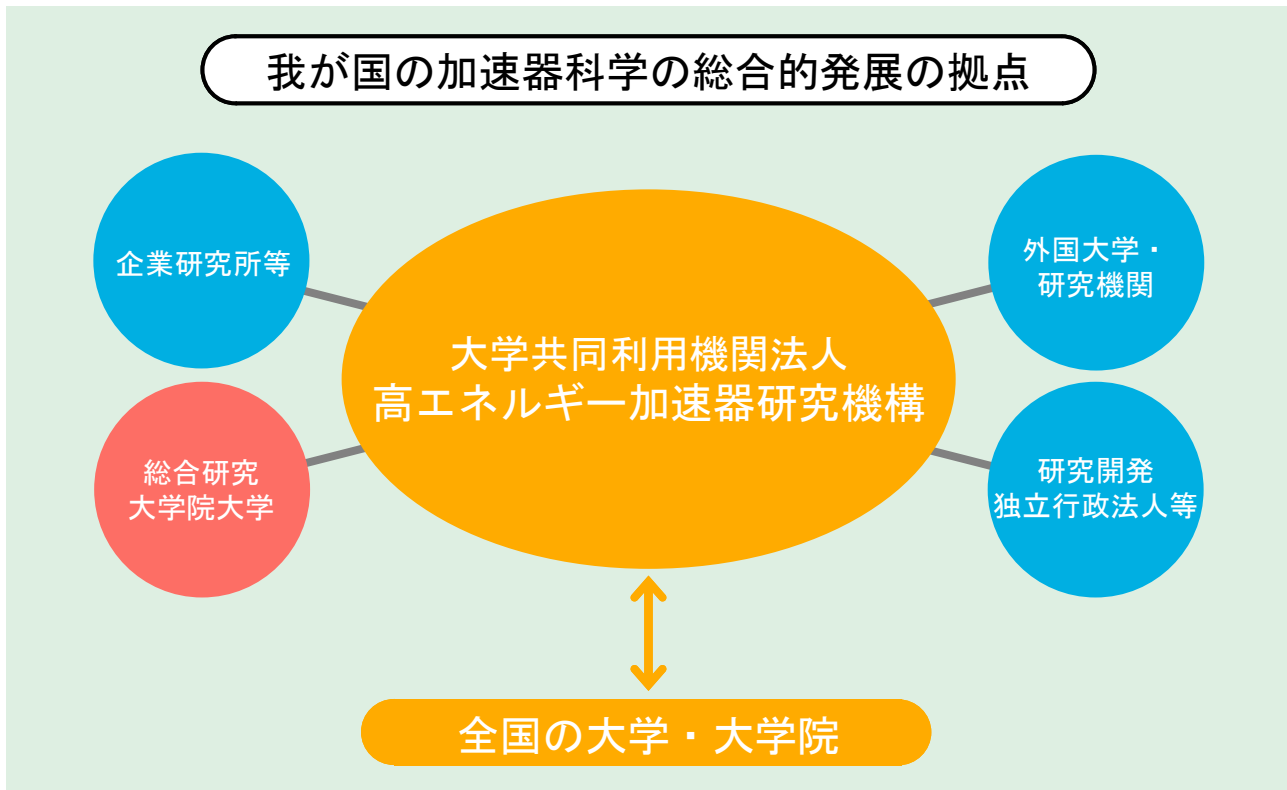 我が国の加速器科学の総合的発展の拠点
企業研究所等
外国大学・
研究機関
大学共同利用機関法人
高エネルギー加速器研究機構
総合研究
大学院大学
研究開発
独立行政法人等
全国の大学・大学院